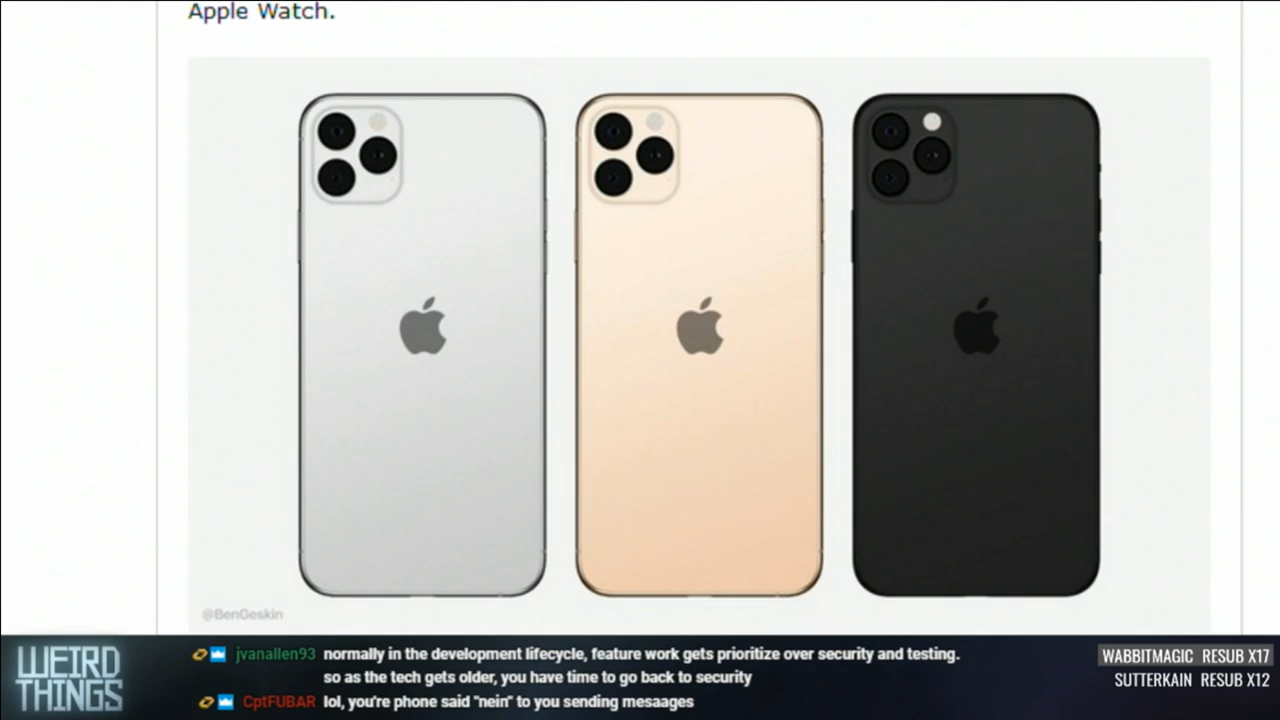 Apple Watch.
@BenGeskin
WEIRD
THINGS
jvanallen93 normally in the development lifecycle, feature work gets prioritize over security and testing.
so as the tech gets older, you have time to go back to security
CptFUBAR lol, you're phone said "nein" to you sending mesaages
WABBITMAGIC RESUB X17
SUTTERKAIN RESUB X12